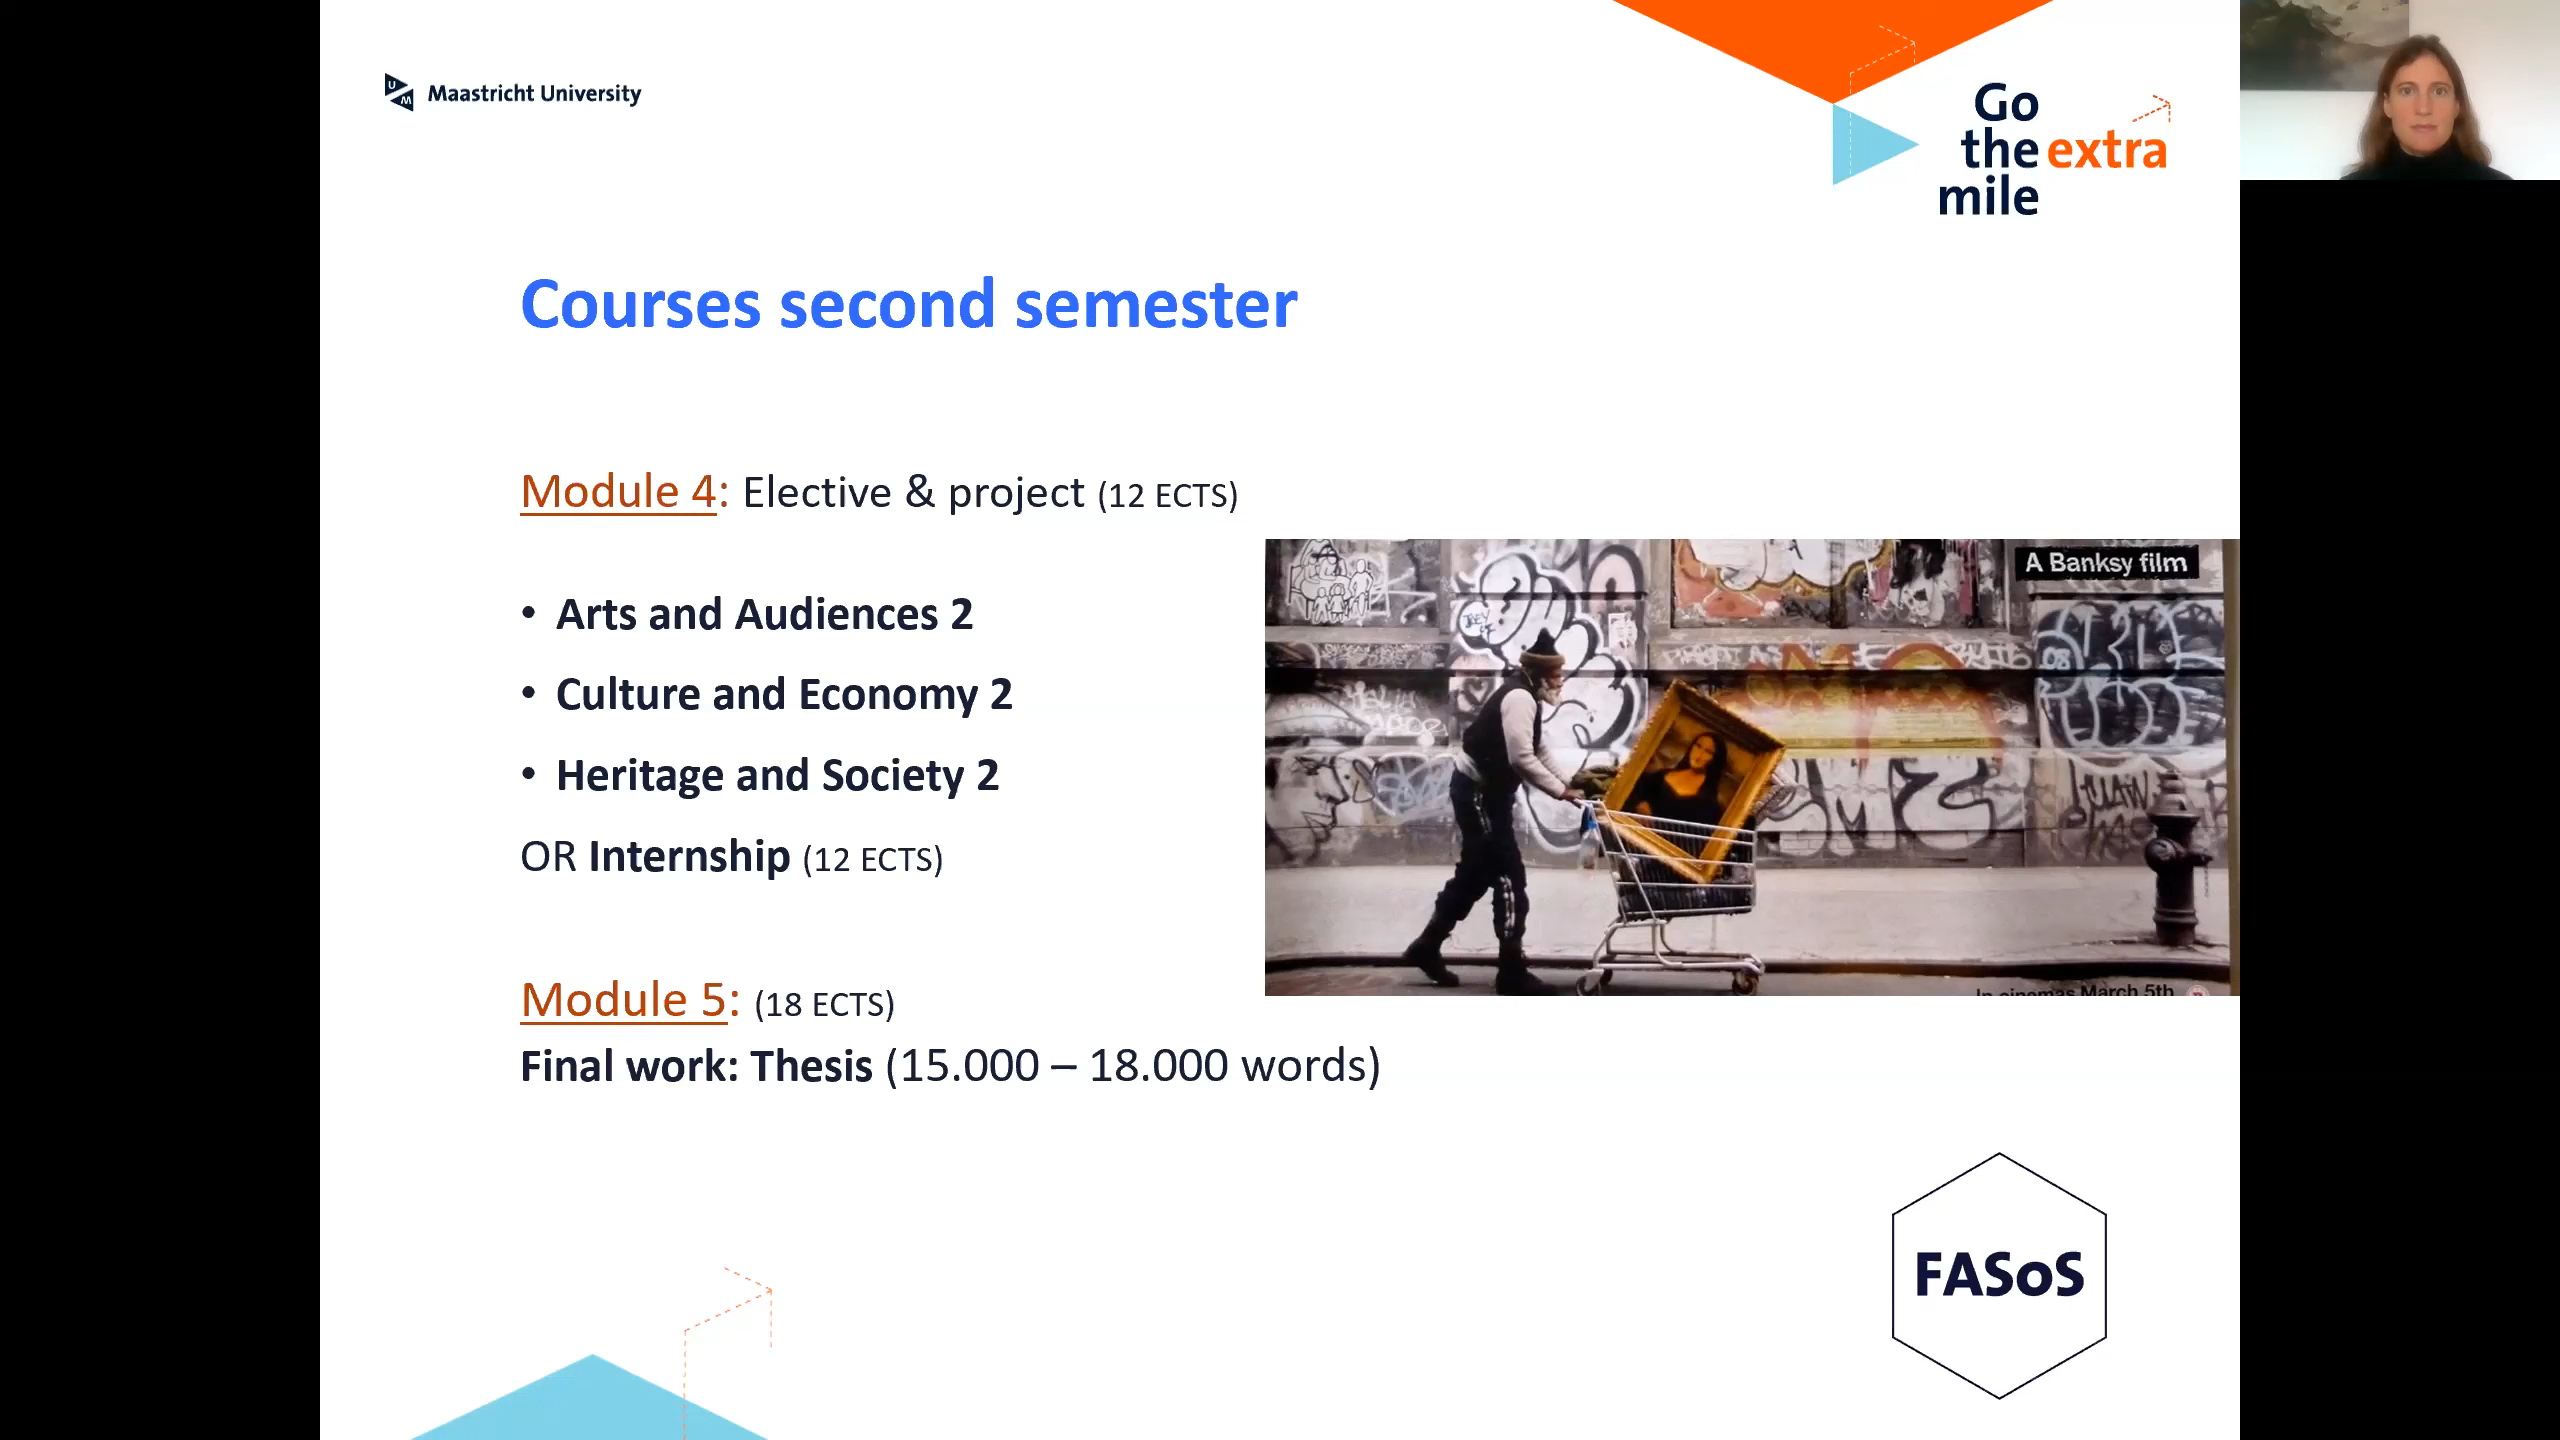 UM Maastricht University
Go
the extra
mile
Courses second semester
Module 4: Elective & project (12 ECTS)
• Arts and Audiences 2
• Culture and Economy 2
• Heritage and Society 2
OR Internship (12 ECTS)
A Banksy film
In cinemas March 5th
Module 5: (18 ECTS)
Final work: Thesis (15.000 – 18.000 words)
FASoS